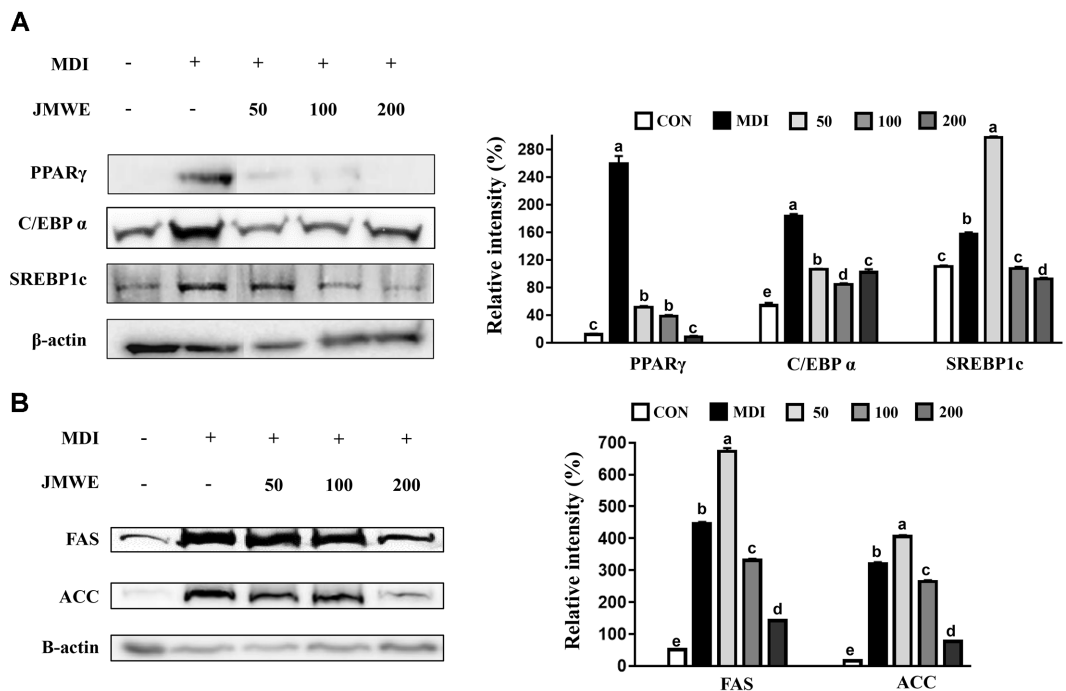 A
MDI - + + + +
JMWE - - 50 100 200
PPARγ
C/EBP α
SREBP1c
β-actin
CON MDI 50 100 200
Relative intensity (%)
280
240
200
160
120
80
40
0
c a b b c
e a b d c
c b a c d
PPARγ C/EBP α SREBP1c
B
MDI - + + + +
JMWE - - 50 100 200
FAS
ACC
B-actin
CON MDI 50 100 200
Relative intensity (%)
700
600
500
400
300
200
100
0
e b a c d
e b a c d
FAS ACC